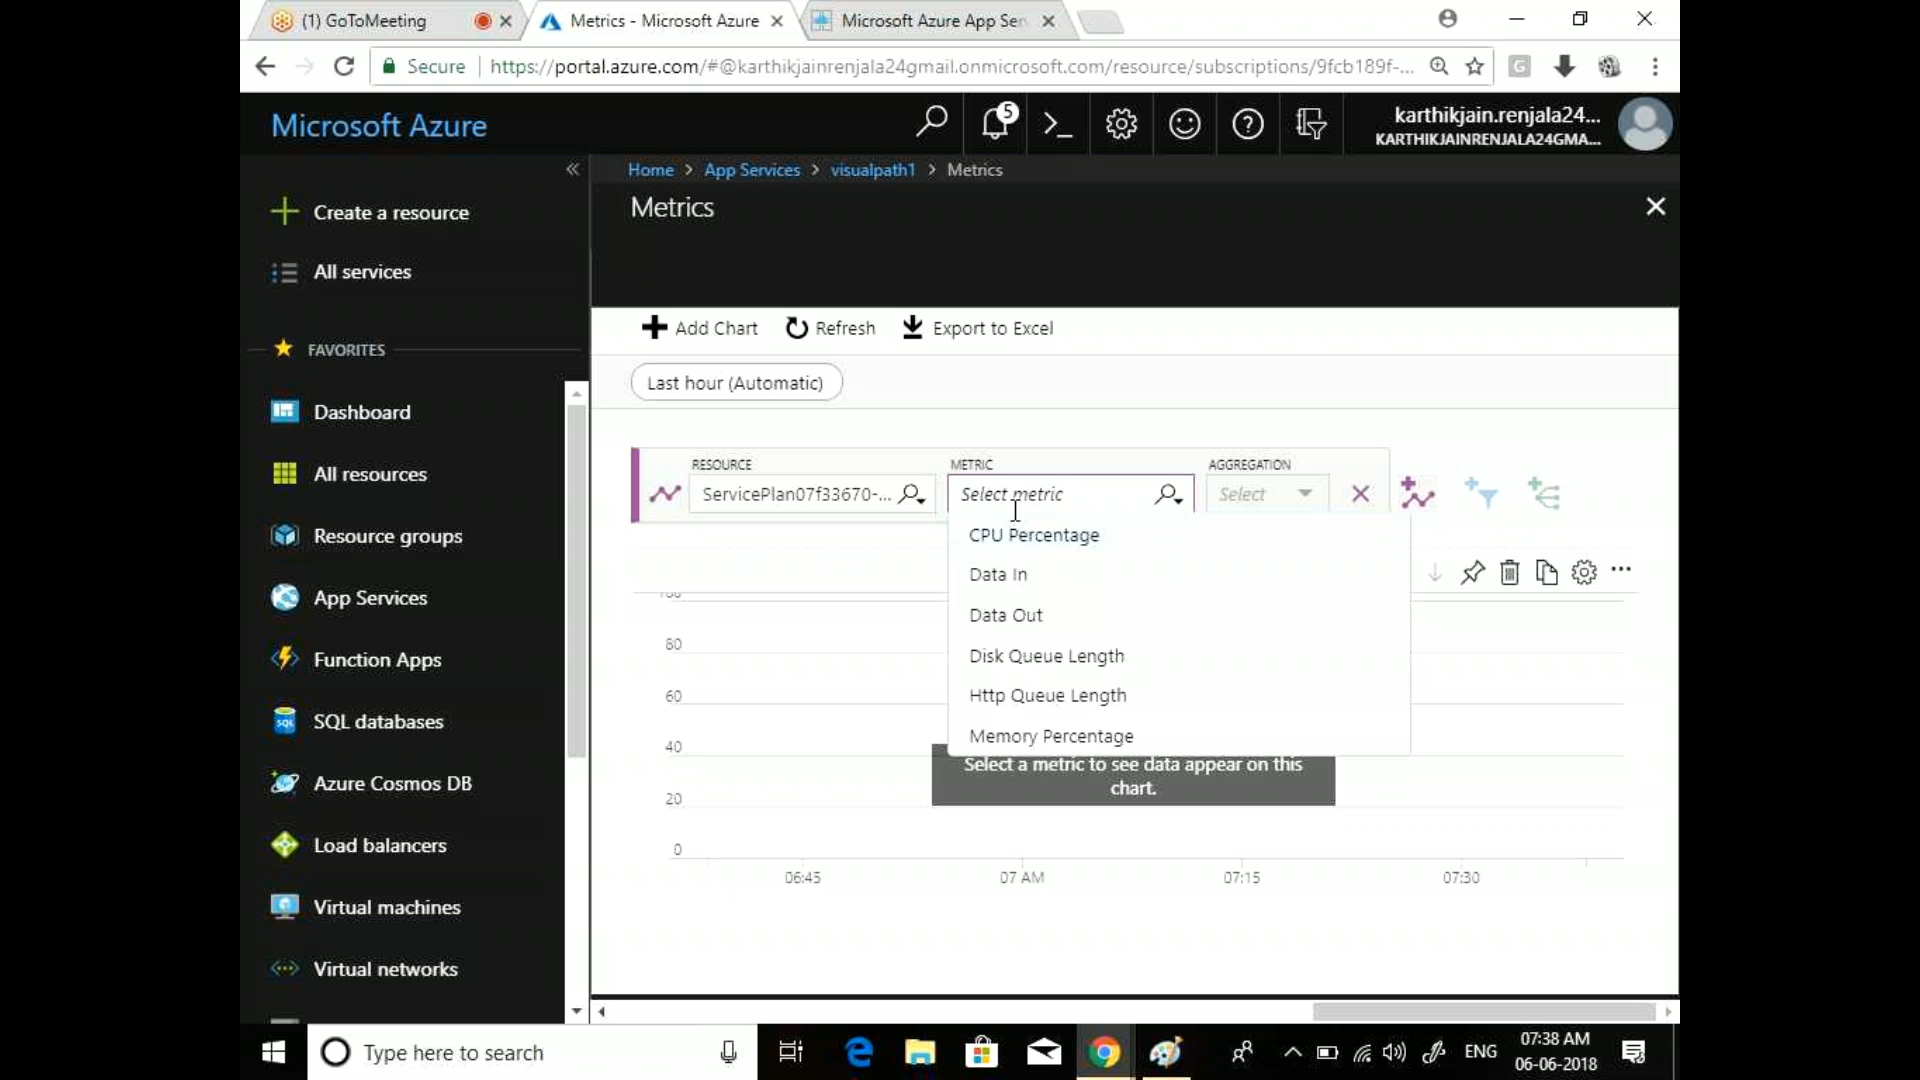 (1) GoToMeeting
Metrics - Microsoft Azure
Microsoft Azure App Ser
Secure
https://portal.azure.com/#@karthikjainrenjala24gmail.onmicrosoft.com/resource/subscriptions/9fcb189f-...
Microsoft Azure
5
karthikjain.renjala24...
KARTHIKJAINRENJALA24GMA...
Home > App Services > visualpath1 > Metrics
Metrics
Create a resource
All services
FAVORITES
Dashboard
All resources
Resource groups
App Services
Function Apps
SQL databases
Azure Cosmos DB
Load balancers
Virtual machines
Virtual networks
Add Chart
Refresh
Export to Excel
Last hour (Automatic)
RESOURCE
METRIC
AGGREGATION
ServicePlan07f33670-...
Select metric
Select
CPU Percentage
Data In
Data Out
Disk Queue Length
Http Queue Length
Memory Percentage
100
80
60
40
20
0
Select a metric to see data appear on this
chart.
06:45
07 AM
07:15
07:30
Type here to search
ENG
07:38 AM
06-06-2018